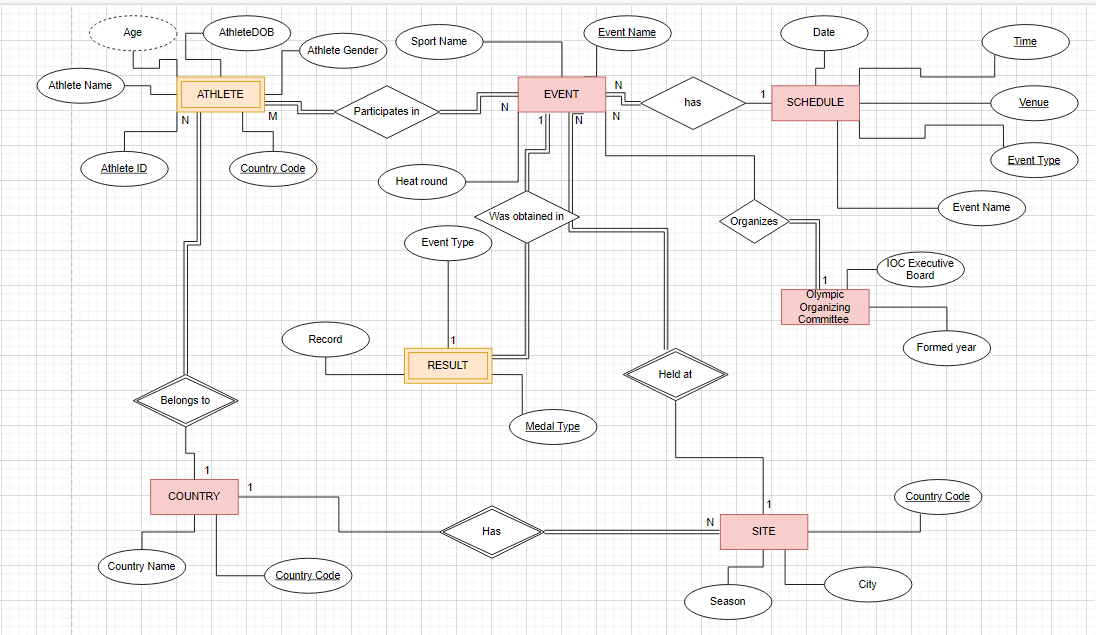 Age
AthleteDOB
Athlete Gender
Athlete Name
ATHLETE
N
M
Athlete ID
Country Code
Participates in
Sport Name
Event Name
EVENT
N
N
N
1
N
has
1
Date
Time
SCHEDULE
Venue
Event Type
Event Name
Heat round
Was obtained in
Organizes
Event Type
1
IOC Executive
Board
Olympic
Organizing
Committee
Formed year
Record
1
RESULT
Medal Type
Held at
Belongs to
1
COUNTRY
1
Country Name
Country Code
Has
N
1
SITE
Country Code
City
Season